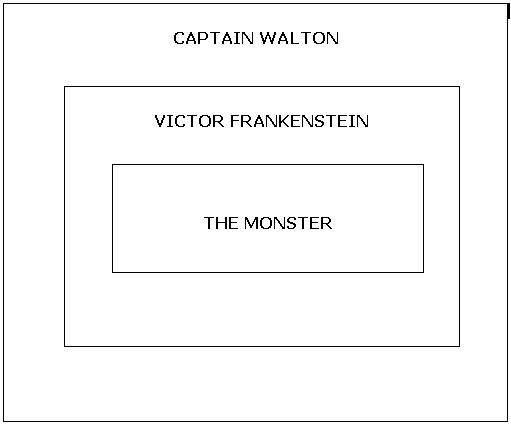 CAPTAIN WALTON
VICTOR FRANKENSTEIN
THE MONSTER